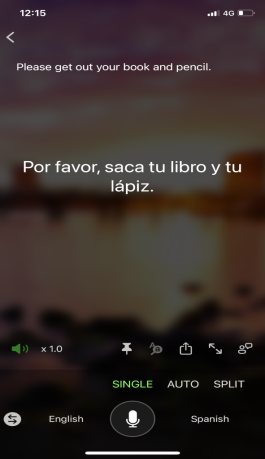 12:15
4G
Please get out your book and pencil.
Por favor, saca tu libro y tu
lápiz.
x 1.0
SINGLE AUTO SPLIT
English Spanish